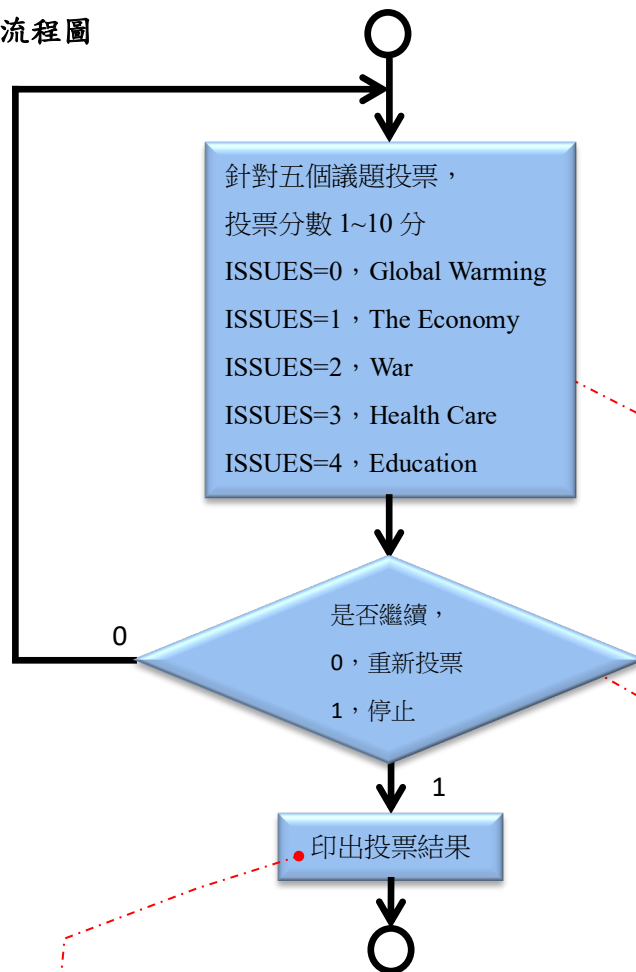 流程圖
針對五個議題投票，
投票分數 1~10 分
ISSUES=0，Global Warming
ISSUES=1，The Economy
ISSUES=2，War
ISSUES=3，Health Care
ISSUES=4，Education
是否繼續，
0，重新投票
1，停止
0
1
印出投票結果